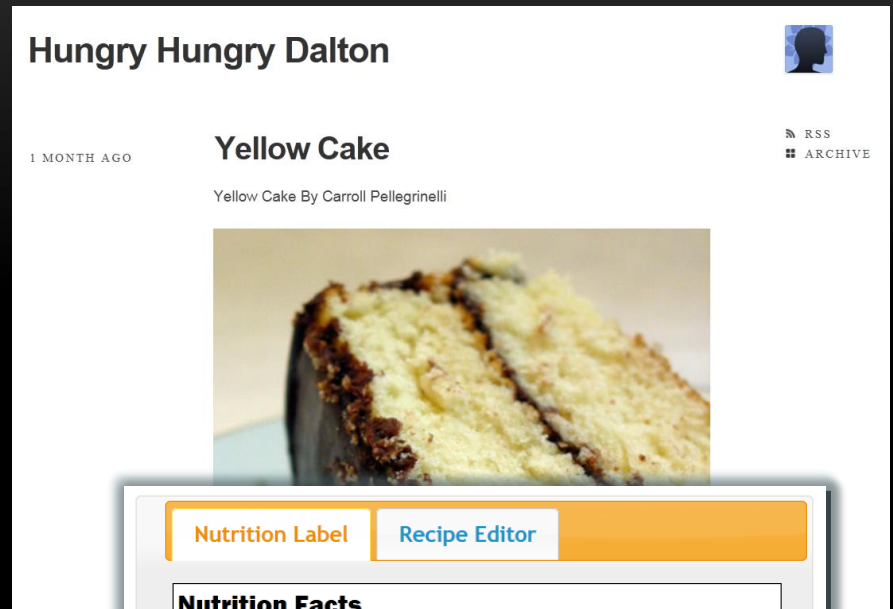 Hungry Hungry Dalton
RSS
1 MONTH AGO
Yellow Cake
ARCHIVE
Yellow Cake By Carroll Pellegrinelli
Nutrition Label
Recipe Editor
Nutrition Facts